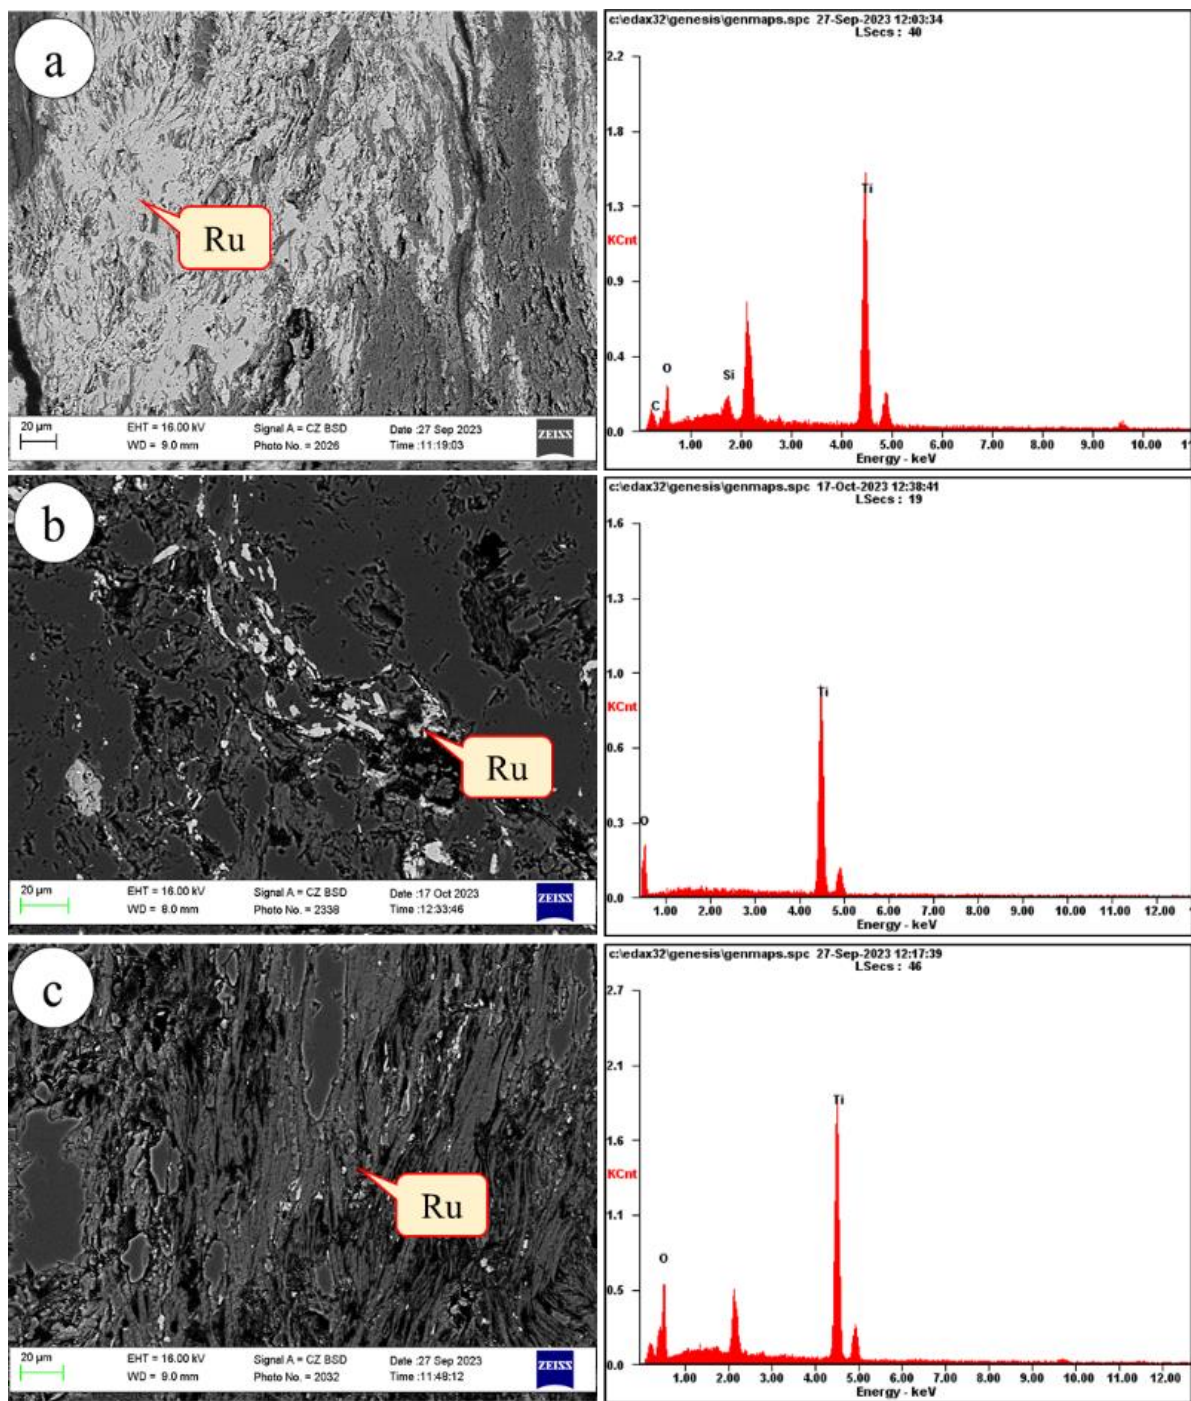 a
Ru
20 µm EHT = 16.00 kV Signal A = CZ BSD Date :27 Sep 2023 ZEISS
WD = 9.0 mm Photo No. = 2026 Time :11:19:03
c:\edax32\genesis\genmaps.spc 27-Sep-2023 12:03:34
LSecs : 40
2.2
1.8
1.3
KCnt
0.9
0.4
0.0
C
O
Si
Ti
1.00 2.00 3.00 4.00 5.00 6.00 7.00 8.00 9.00 10.00
Energy - keV
b
Ru
20 µm EHT = 16.00 kV Signal A = CZ BSD Date :17 Oct 2023 ZEISS
WD = 8.0 mm Photo No. = 2338 Time :12:33:46
c:\edax32\genesis\genmaps.spc 17-Oct-2023 12:38:41
LSecs : 19
1.6
1.3
1.0
KCnt
0.6
0.3
0.0
O
Ti
1.00 2.00 3.00 4.00 5.00 6.00 7.00 8.00 9.00 10.00 11.00 12.00
Energy - keV
c
Ru
20 µm EHT = 16.00 kV Signal A = CZ BSD Date :27 Sep 2023 ZEISS
WD = 9.0 mm Photo No. = 2032 Time :11:48:12
c:\edax32\genesis\genmaps.spc 27-Sep-2023 12:17:39
LSecs : 46
2.7
2.1
1.6
KCnt
1.1
0.5
0.0
O
Ti
1.00 2.00 3.00 4.00 5.00 6.00 7.00 8.00 9.00 10.00 11.00 12.00
Energy - keV